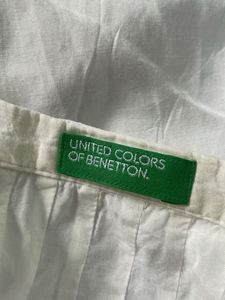 UNITED COLORS
OF BENETTON.